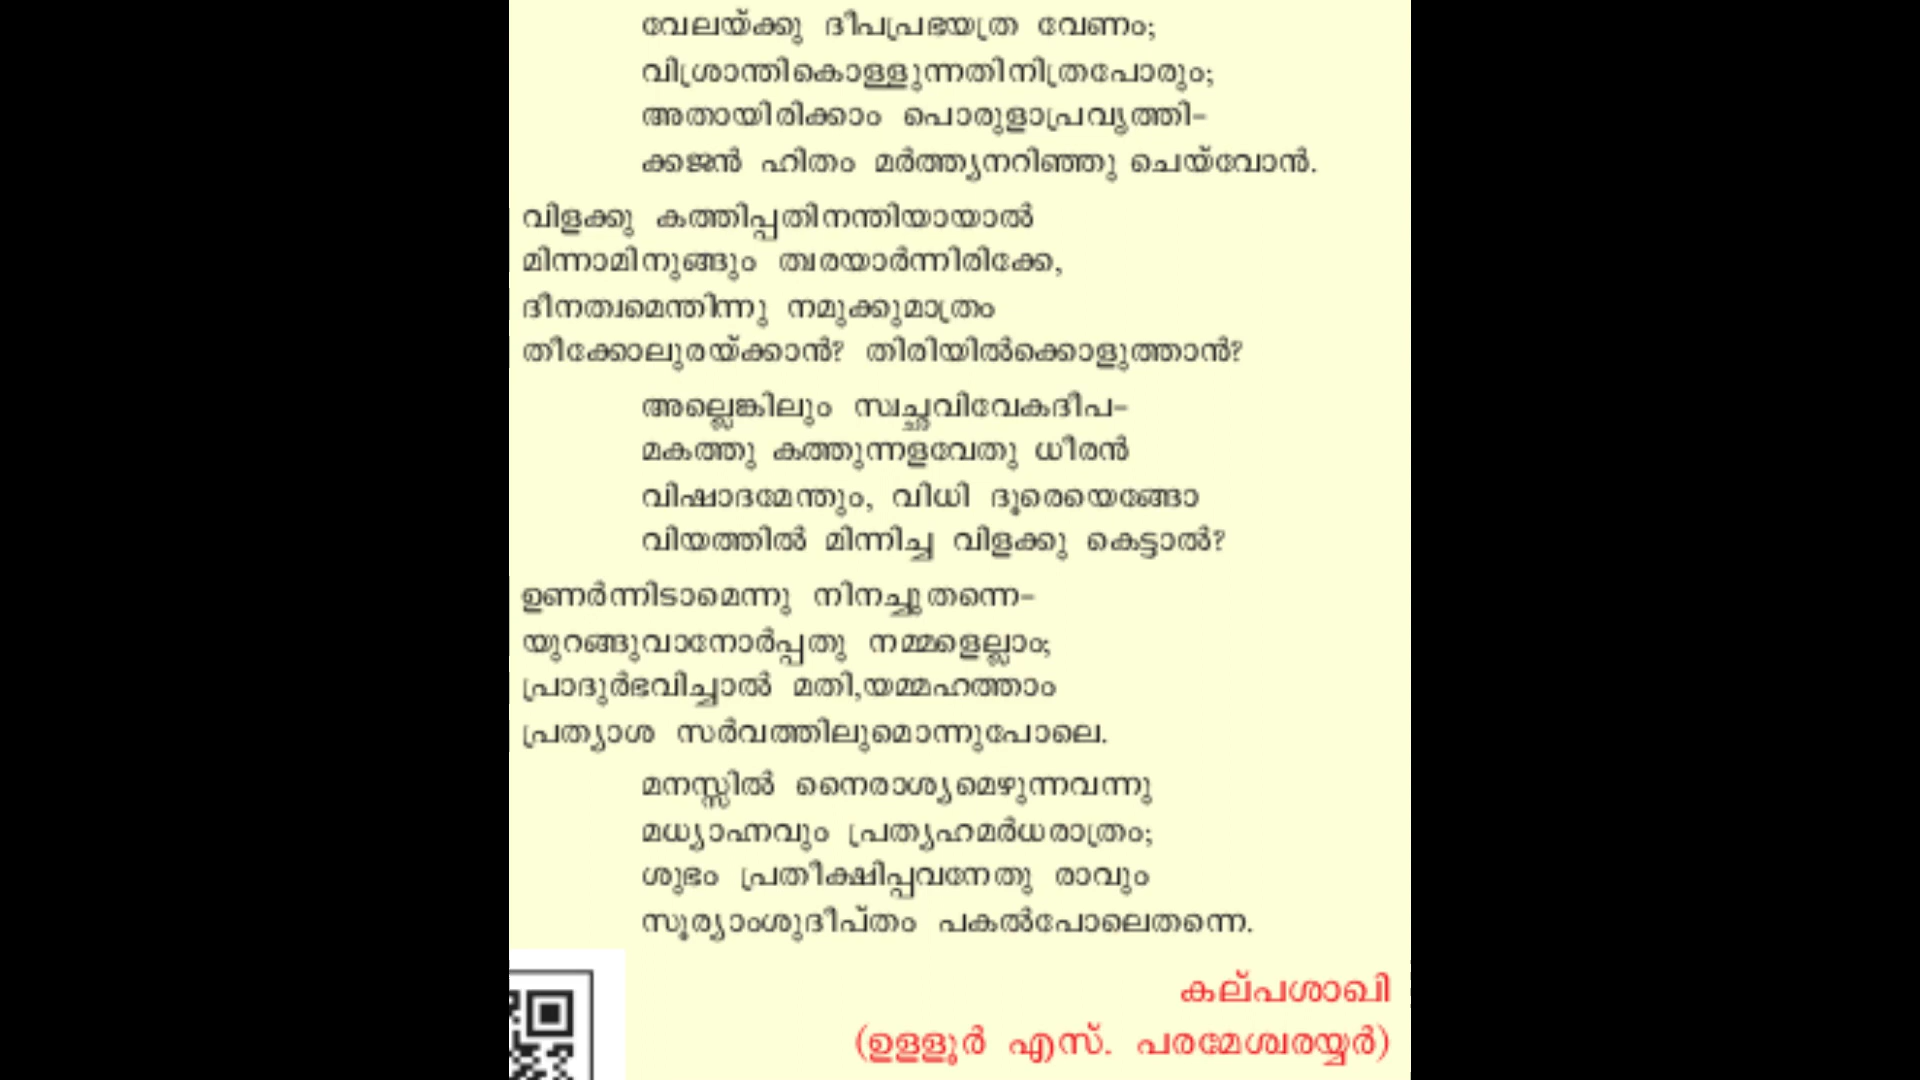 വേലയ്ക്കു ദീപപ്രഭയത്ര വേണം;
വിശ്രാന്തികൊള്ളുന്നതിനിത്രപോരും;
അതായിരിക്കാം പൊരുളാപ്രവൃത്തി-
ക്കജൻ ഹിതം മർത്ത്യനറിഞ്ഞു ചെയ്‌വോൻ.
വിളക്കു കത്തിപ്പതിനന്തിയായാൽ
മിന്നാമിനുങ്ങും ത്വരയാർന്നിരിക്കേ,
ദീനത്വമെന്തിന്നു നമുക്കുമാത്രം
തീക്കോലുരയ്ക്കാൻ? തിരിയിൽക്കൊളുത്താൻ?
അല്ലെങ്കിലും സ്വച്ഛവിവേകദീപ-
മകത്തു കത്തുന്നളവേതു ധീരൻ
വിഷാദമേന്തും, വിധി ദൂരെയെങ്ങോ
വിയത്തിൽ മിന്നിച്ച വിളക്കു കെട്ടാൽ?
ഉണർന്നിടാമെന്നു നിനച്ചുതന്നെ-
യുറങ്ങുവാനോർപ്പതു നമ്മളെല്ലാം;
പ്രാദുർഭവിച്ചാൽ മതി,യമ്മഹത്താം
പ്രത്യാശ സർവത്തിലുമൊന്നുപോലെ.
മനസ്സിൽ നൈരാശ്യമെഴുന്നവന്നു
മധ്യാഹ്നവും പ്രത്യഹമർധരാത്രം;
ശുഭം പ്രതീക്ഷിപ്പവനേതു രാവും
സൂര്യാംശുദീപ്തം പകൽപോലെതന്നെ.
കല്പശാഖി
(ഉള്ളൂർ എസ്. പരമേശ്വരയ്യർ)